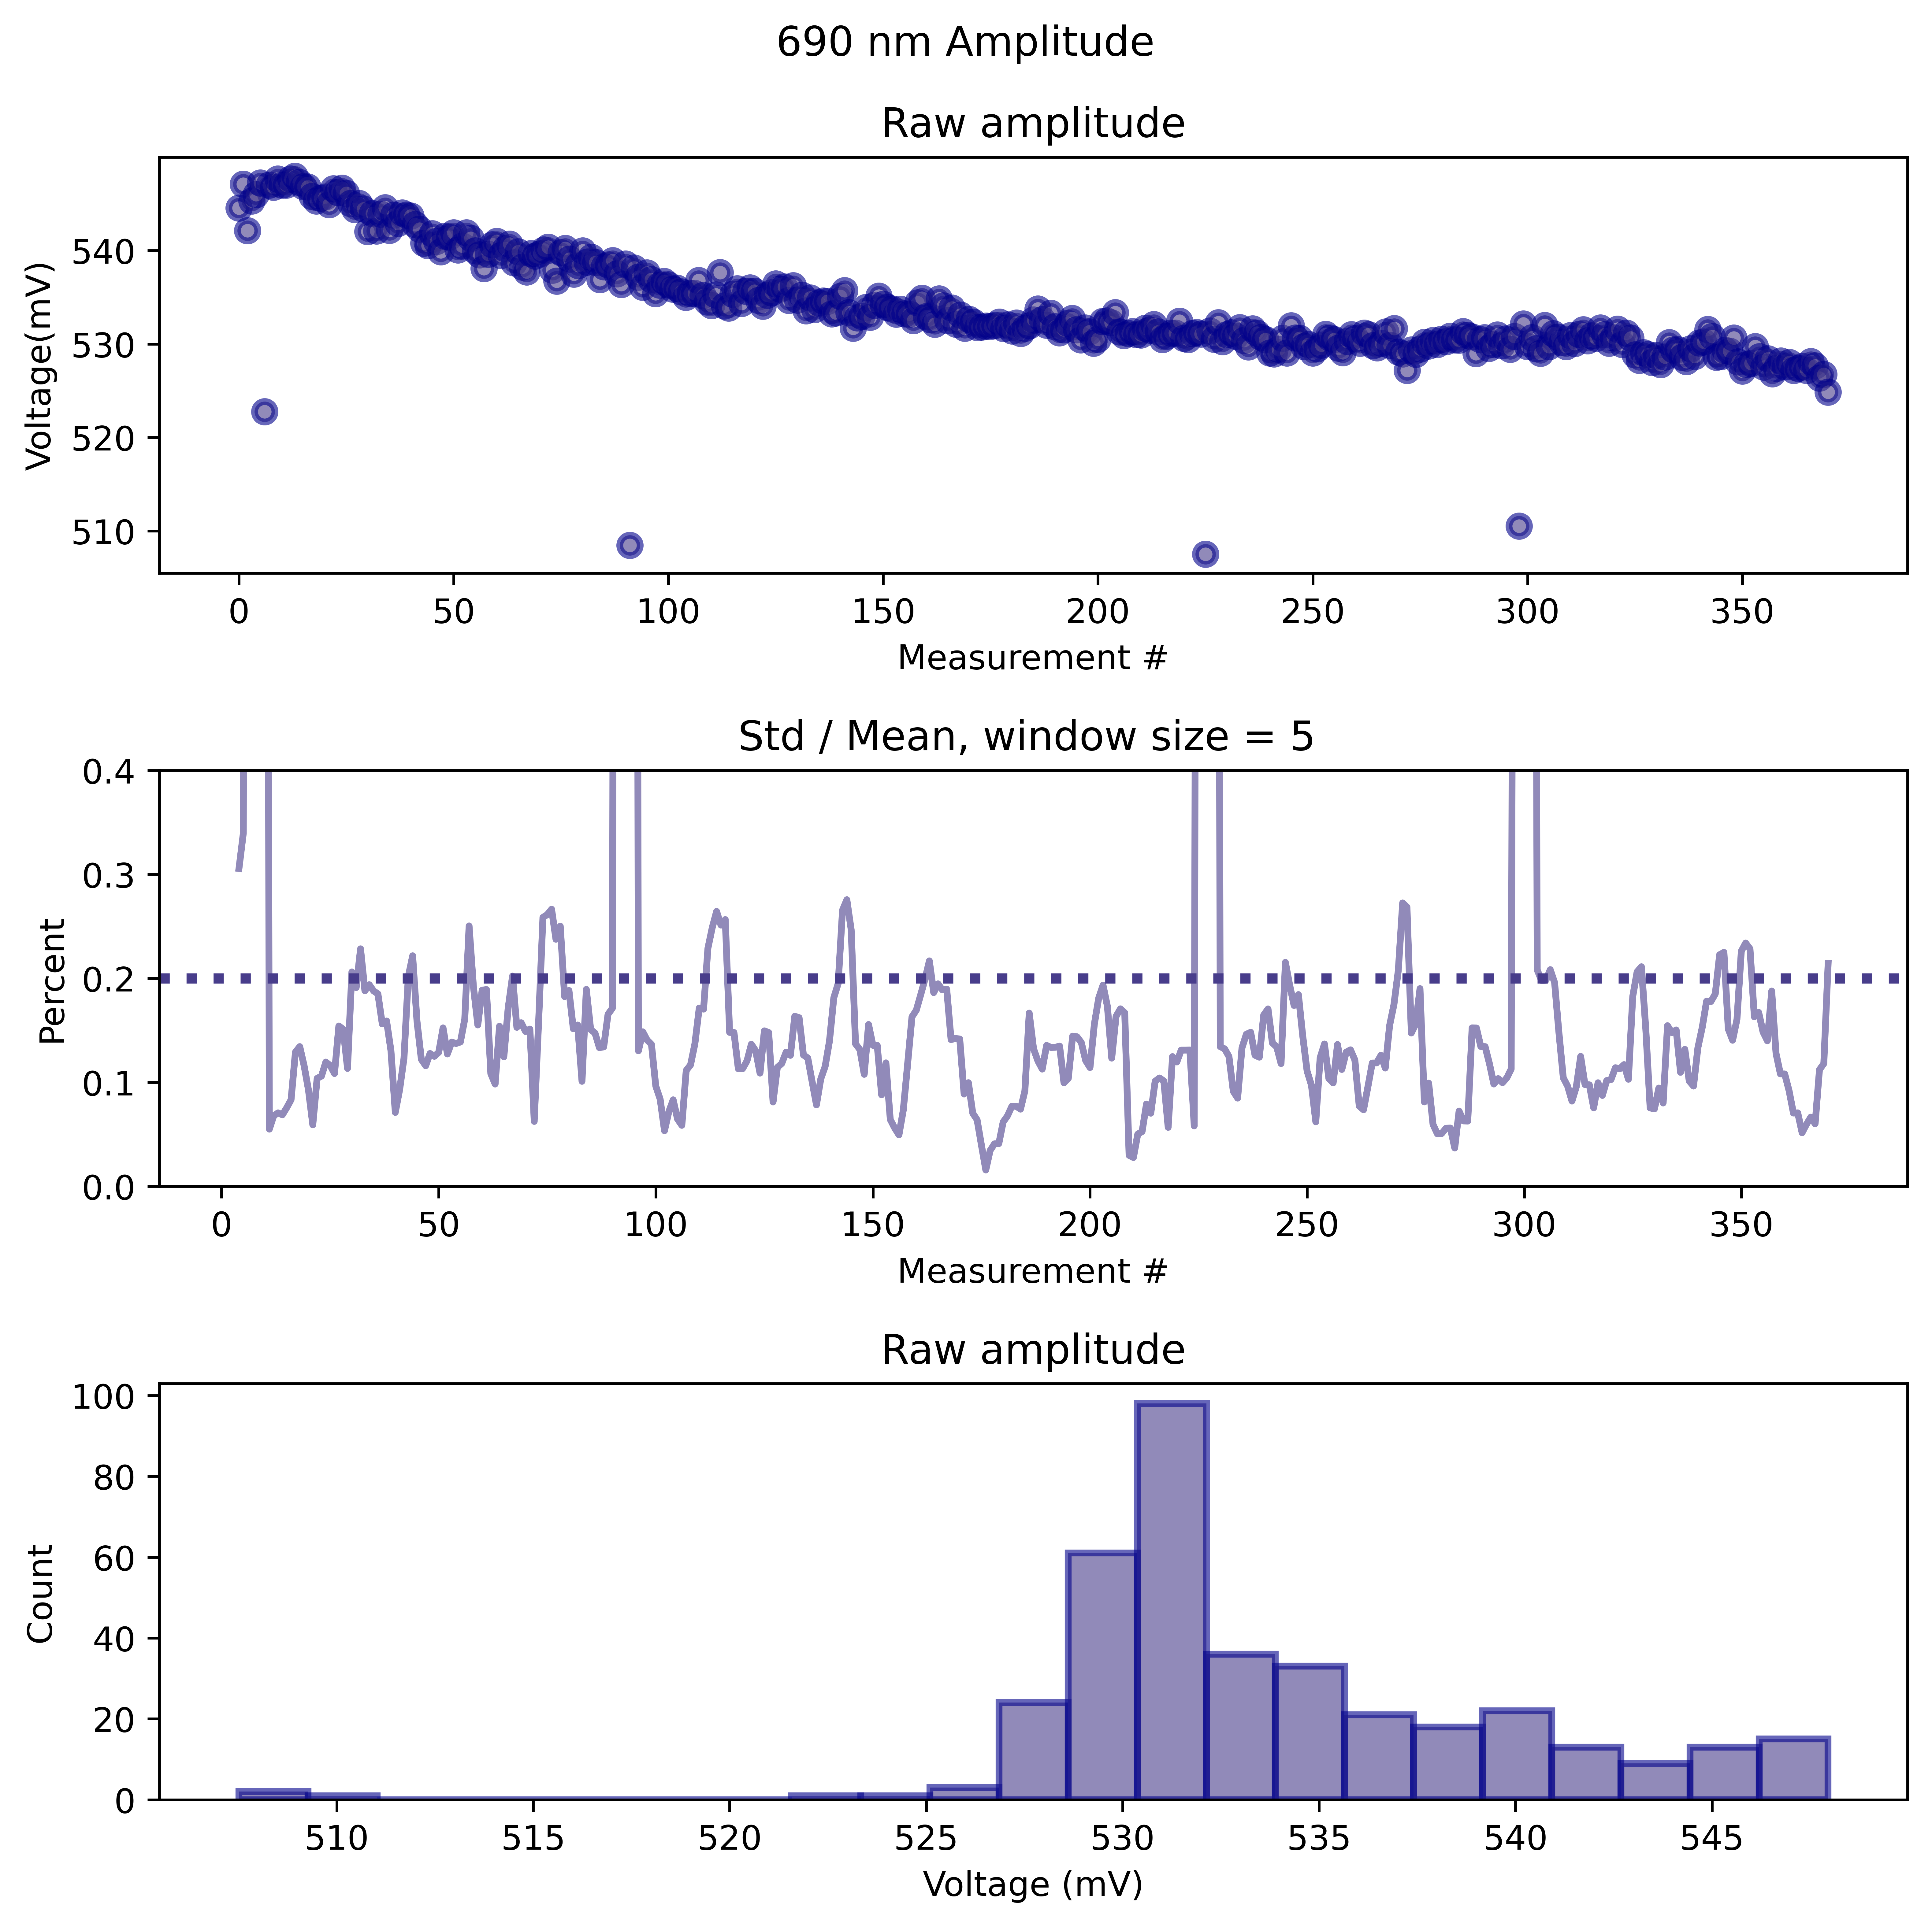 690 nm Amplitude
Raw amplitude
Voltage(mV)
540
530
520
510
0 50 100 150 200 250 300 350
Measurement #
Std / Mean, window size = 5
Percent
0.4
0.3
0.2
0.1
0.0
0 50 100 150 200 250 300 350
Measurement #
Raw amplitude
Count
100
80
60
40
20
0
510 515 520 525 530 535 540 545
Voltage (mV)